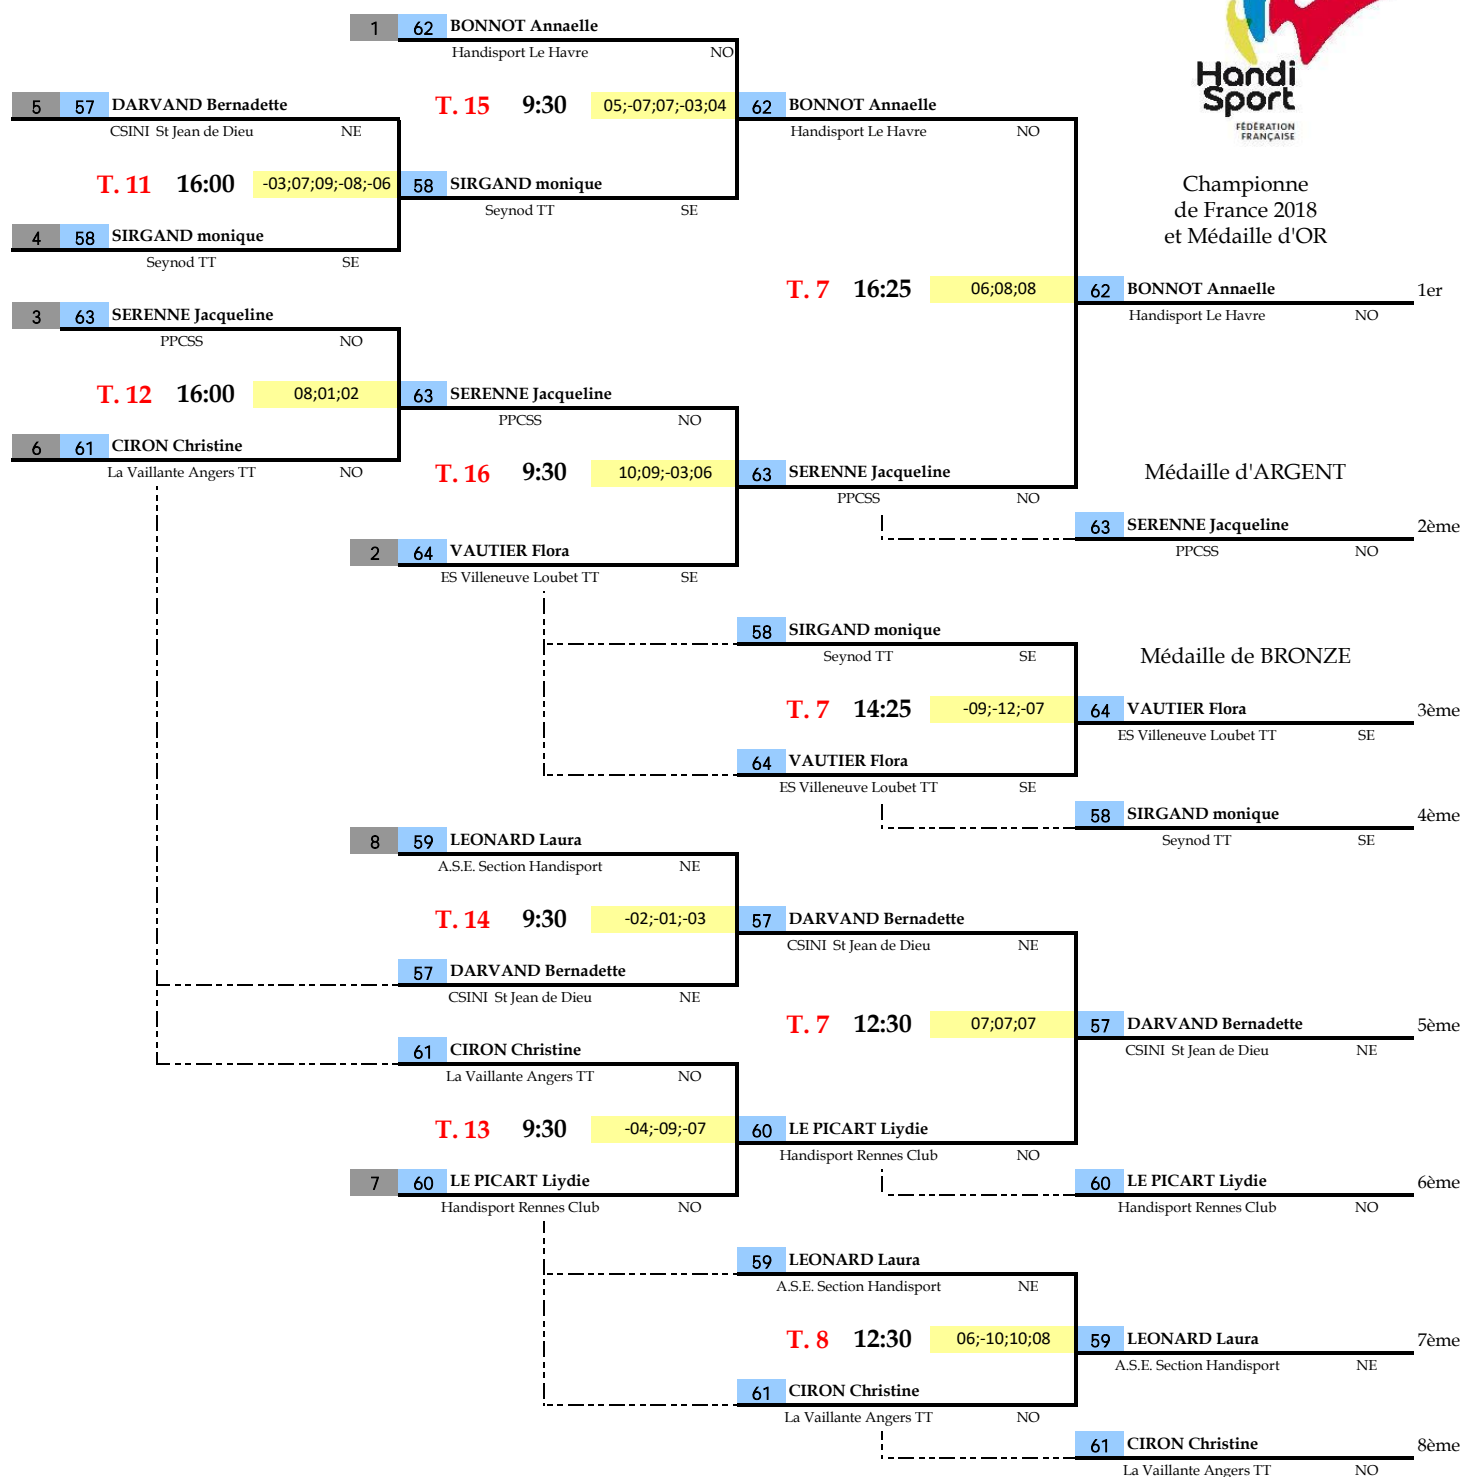 1 62 BONNOT Annaelle
Handisport Le Havre NO
Handi
Sport
FÉDÉRATION
FRANÇAISE
5 57 DARVAND Bernadette T. 15 9:30 05;-07;07;-03;04 62 BONNOT Annaelle
CSINI St Jean de Dieu NE Handisport Le Havre NO
T. 11 16:00 -03;07;09;-08;-06 58 SIRGAND monique
Seynod TT SE
Championne
de France 2018
et Médaille d'OR
4 58 SIRGAND monique
Seynod TT SE
T. 7 16:25 06;08;08 62 BONNOT Annaelle 1er
Handisport Le Havre NO
3 63 SERENNE Jacqueline
PPCSS NO
T. 12 16:00 08;01;02 63 SERENNE Jacqueline
PPCSS NO
6 61 CIRON Christine
La Vaillante Angers TT NO
T. 16 9:30 10;09;-03;06 63 SERENNE Jacqueline
PPCSS NO
Médaille d'ARGENT
63 SERENNE Jacqueline 2ème
PPCSS NO
2 64 VAUTIER Flora
ES Villeneuve Loubet TT SE
58 SIRGAND monique
Seynod TT SE
Médaille de BRONZE
T. 7 14:25 -09;-12;-07 64 VAUTIER Flora 3ème
ES Villeneuve Loubet TT SE
64 VAUTIER Flora
ES Villeneuve Loubet TT SE
58 SIRGAND monique 4ème
Seynod TT SE
8 59 LEONARD Laura
A.S.E. Section Handisport NE
T. 14 9:30 -02;-01;-03 57 DARVAND Bernadette
CSINI St Jean de Dieu NE
57 DARVAND Bernadette
CSINI St Jean de Dieu NE
T. 7 12:30 07;07;07 57 DARVAND Bernadette 5ème
CSINI St Jean de Dieu NE
61 CIRON Christine
La Vaillante Angers TT NO
T. 13 9:30 -04;-09;-07 60 LE PICART Liydie
Handisport Rennes Club NO
7 60 LE PICART Liydie
Handisport Rennes Club NO
60 LE PICART Liydie 6ème
Handisport Rennes Club NO
59 LEONARD Laura
A.S.E. Section Handisport NE
T. 8 12:30 06;-10;10;08 59 LEONARD Laura 7ème
A.S.E. Section Handisport NE
61 CIRON Christine
La Vaillante Angers TT NO
61 CIRON Christine 8ème
La Vaillante Angers TT NO